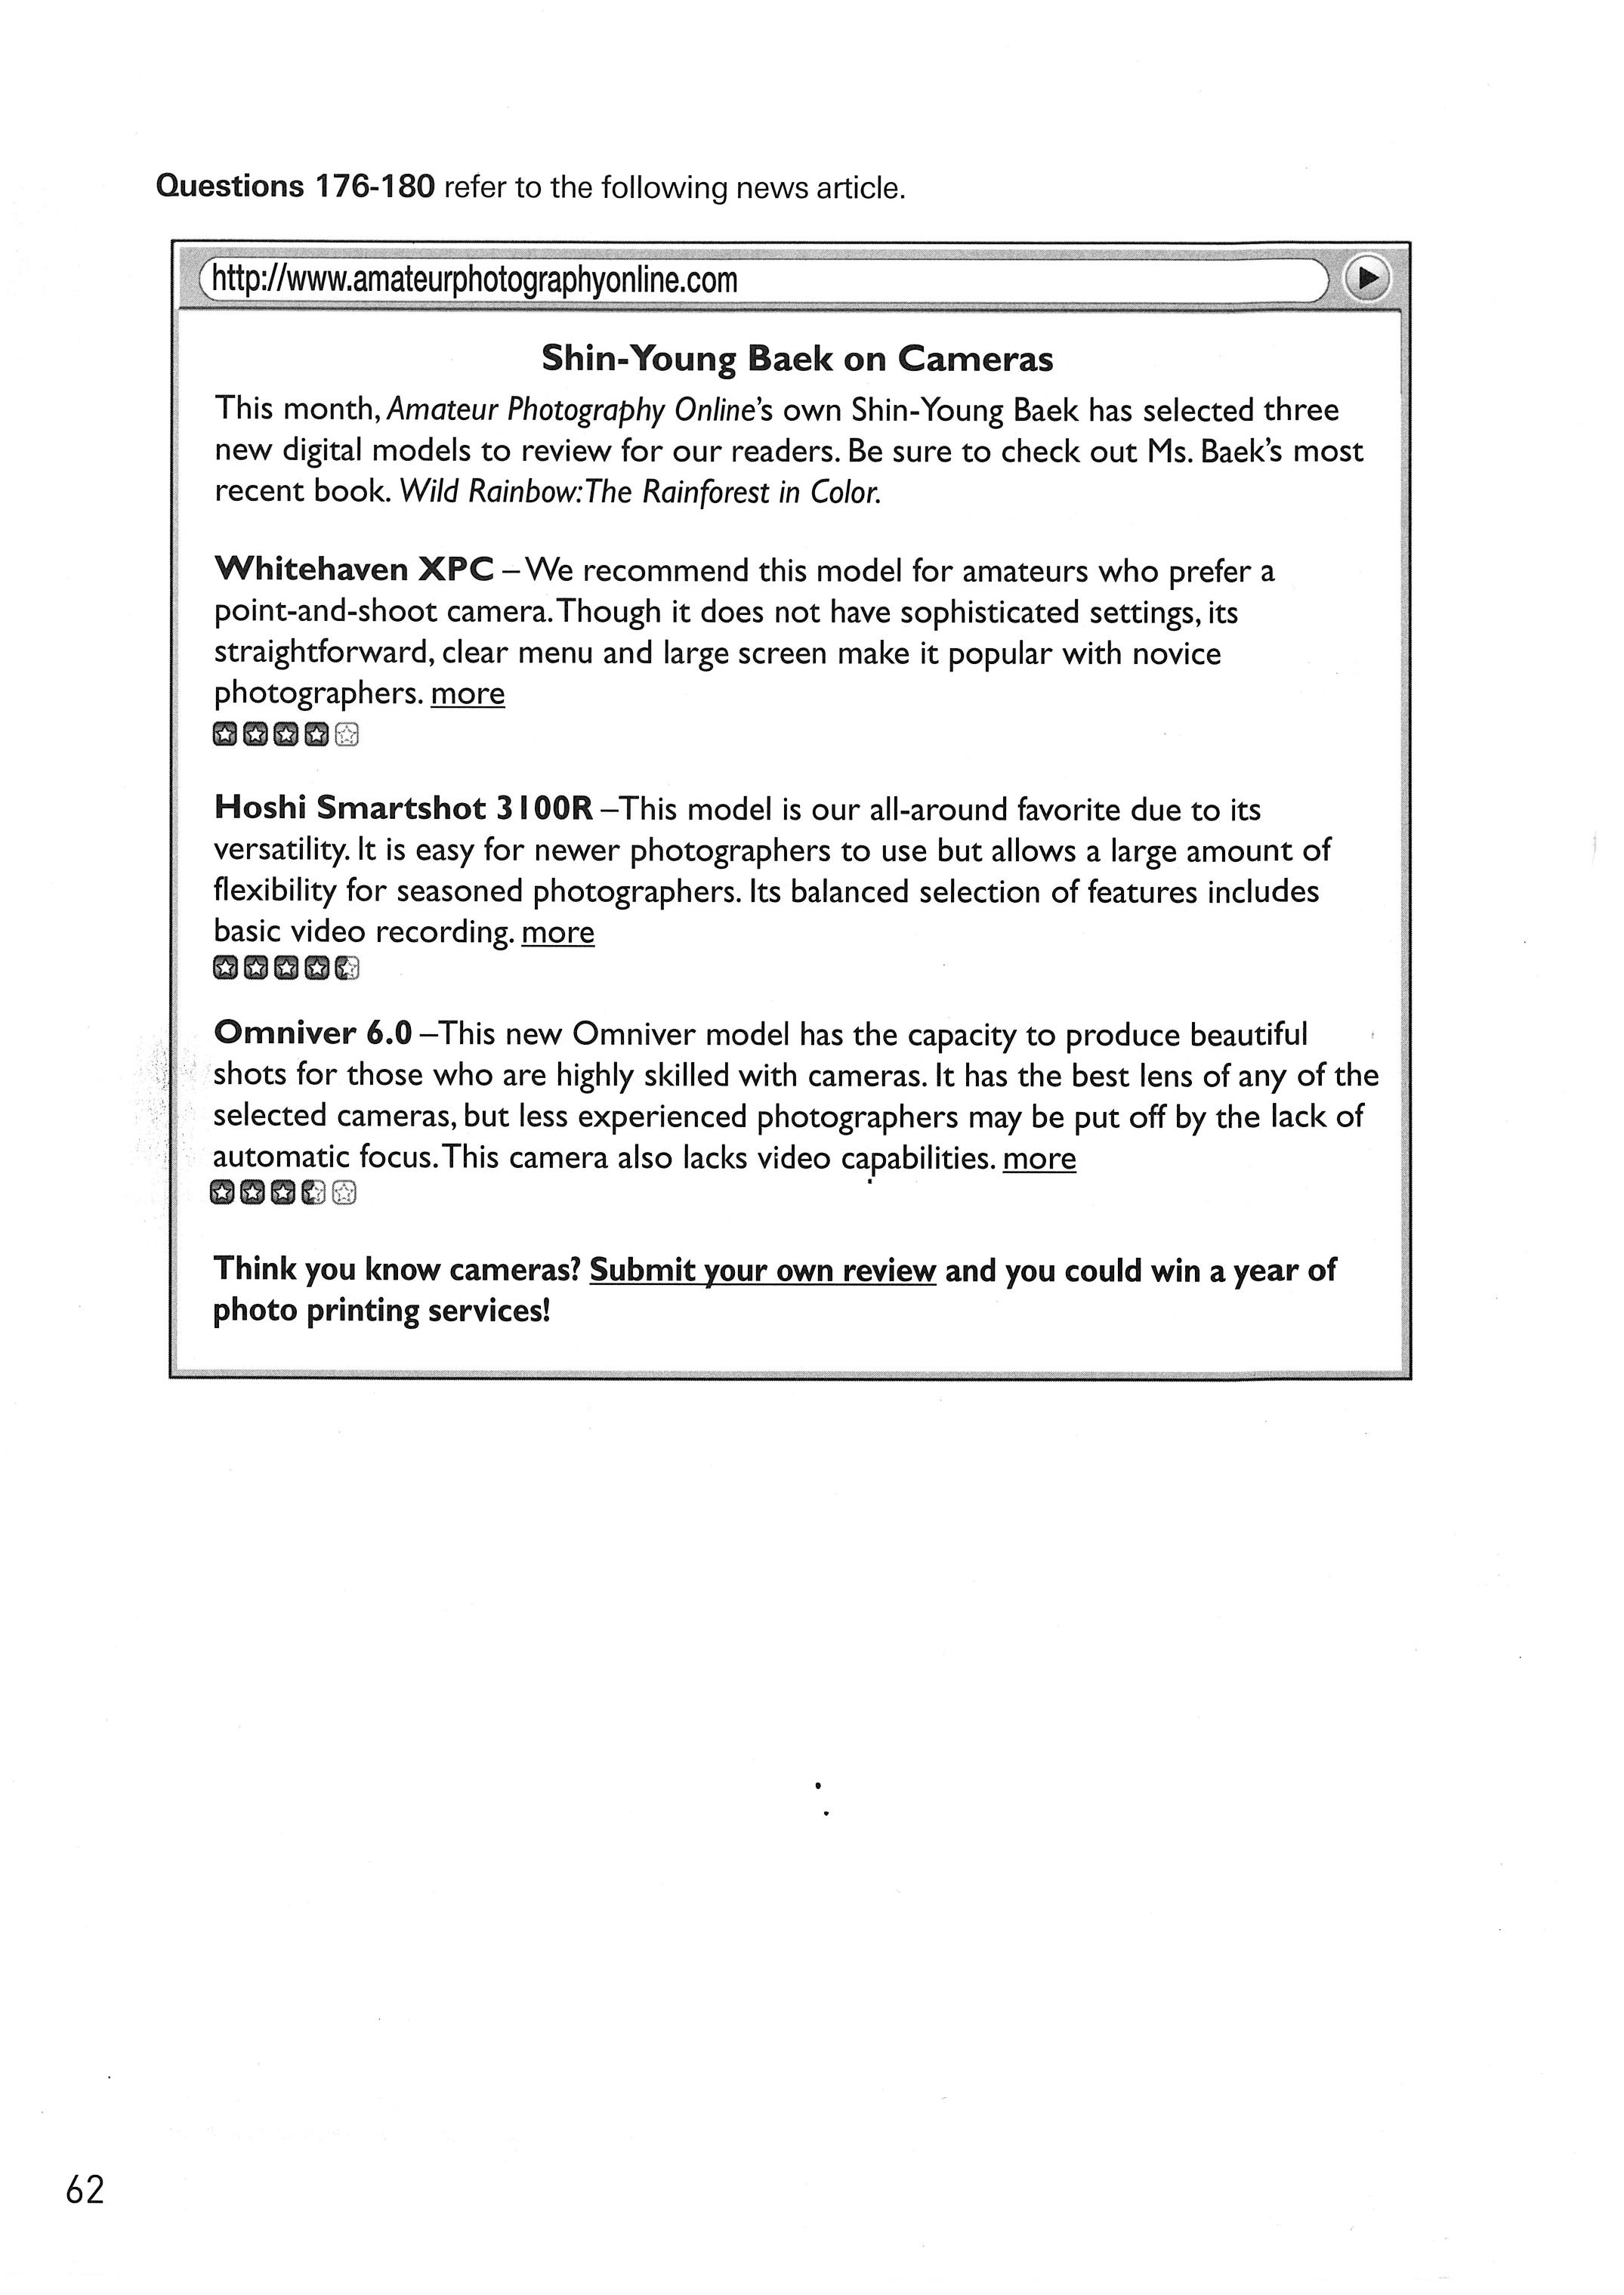 Questions 176-180 refer to the following news article.
http://www.amateurphotographyonline.com
Shin-Young Baek on Cameras
This month, Amateur Photography Online's own Shin-Young Baek has selected three
new digital models to review for our readers. Be sure to check out Ms. Baek's most
recent book. Wild Rainbow: The Rainforest in Color.
Whitehaven XPC – We recommend this model for amateurs who prefer a
point-and-shoot camera. Though it does not have sophisticated settings, its
straightforward, clear menu and large screen make it popular with novice
photographers. more
Hoshi Smartshot 3100R –This model is our all-around favorite due to its
versatility. It is easy for newer photographers to use but allows a large amount of
flexibility for seasoned photographers. Its balanced selection of features includes
basic video recording. more
Omniver 6.0 –This new Omniver model has the capacity to produce beautiful
shots for those who are highly skilled with cameras. It has the best lens of any of the
selected cameras, but less experienced photographers may be put off by the lack of
automatic focus. This camera also lacks video capabilities. more
Think you know cameras? Submit your own review and you could win a year of
photo printing services!
62